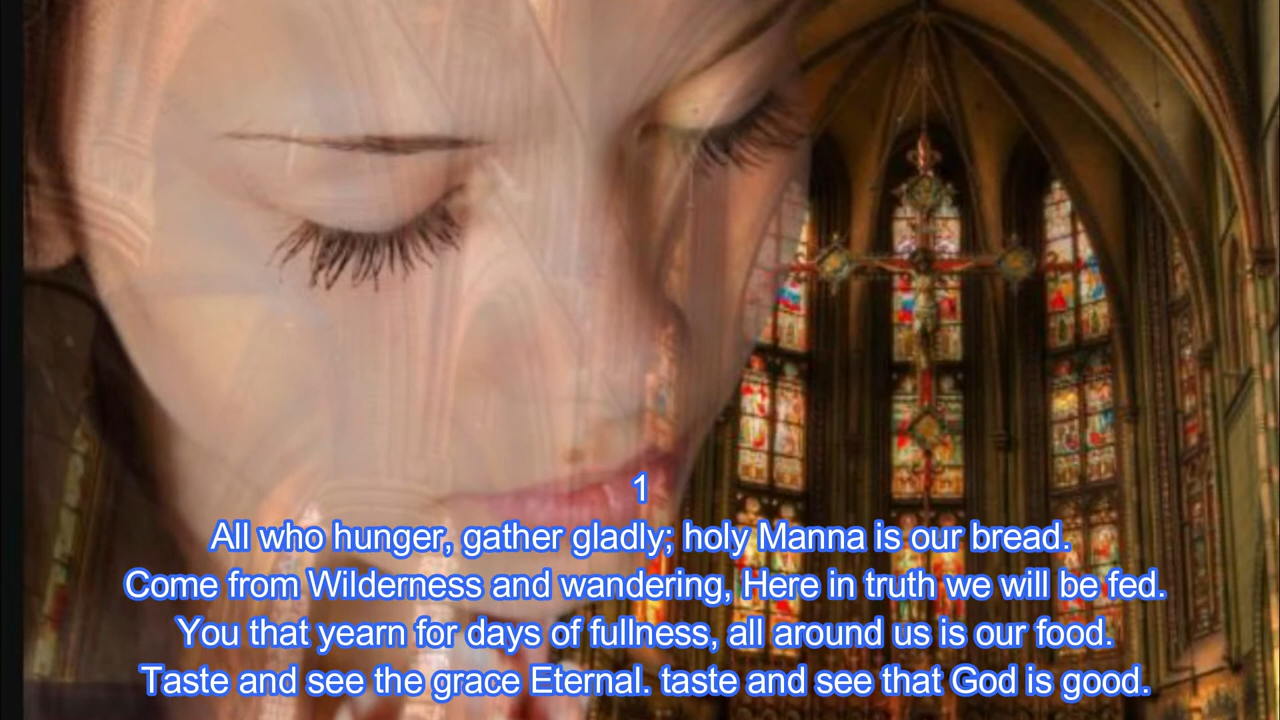 1
All who hunger, gather gladly; holy Manna is our bread.
Come from Wilderness and wandering, Here in truth we will be fed.
You that yearn for days of fullness, all around us is our food.
Taste and see the grace Eternal. taste and see that God is good.